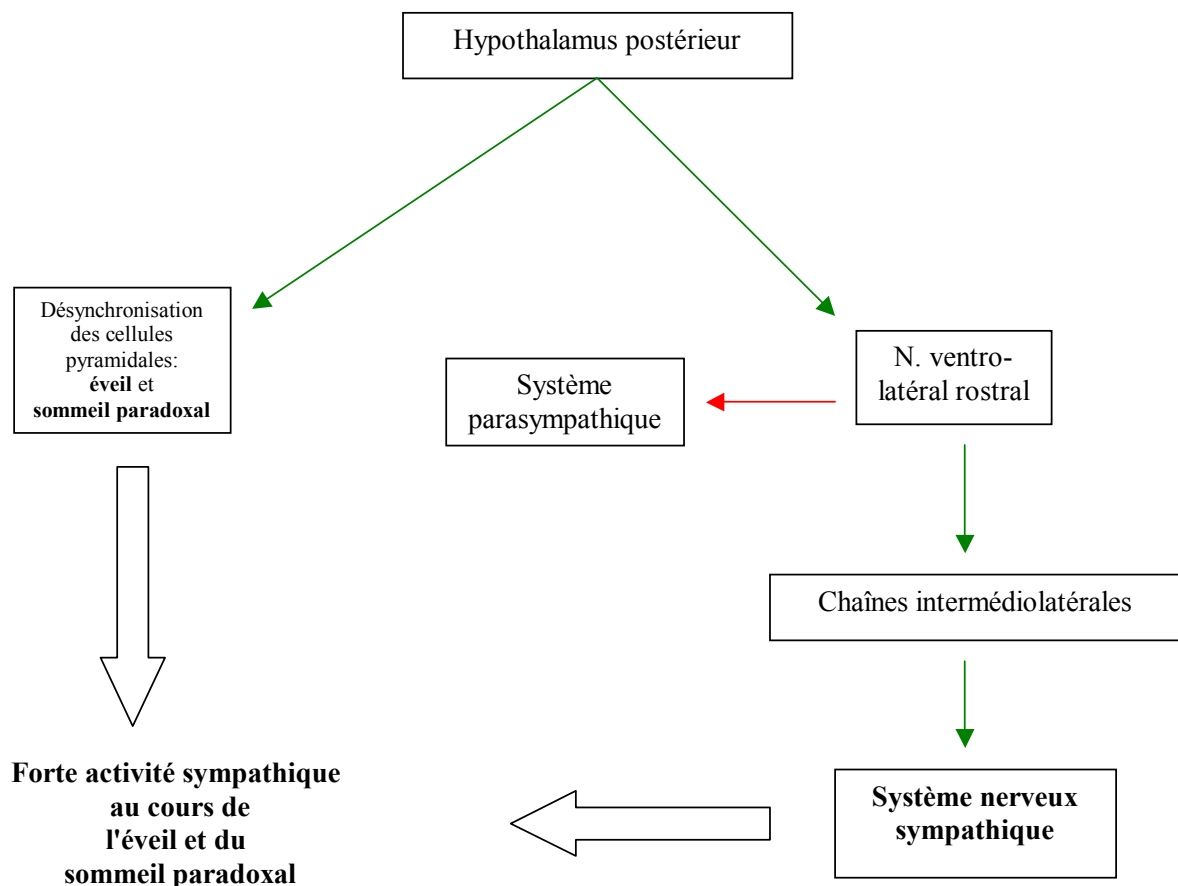 Hypothalamus postérieur
Désynchronisation
des cellules
pyramidales:
éveil et
sommeil paradoxal
Système
parasympathique
N. ventro-
latéral rostral
Chaînes intermédiolatérales
Forte activité sympathique
au cours de
l'éveil et du
sommeil paradoxal
Système nerveux
sympathique